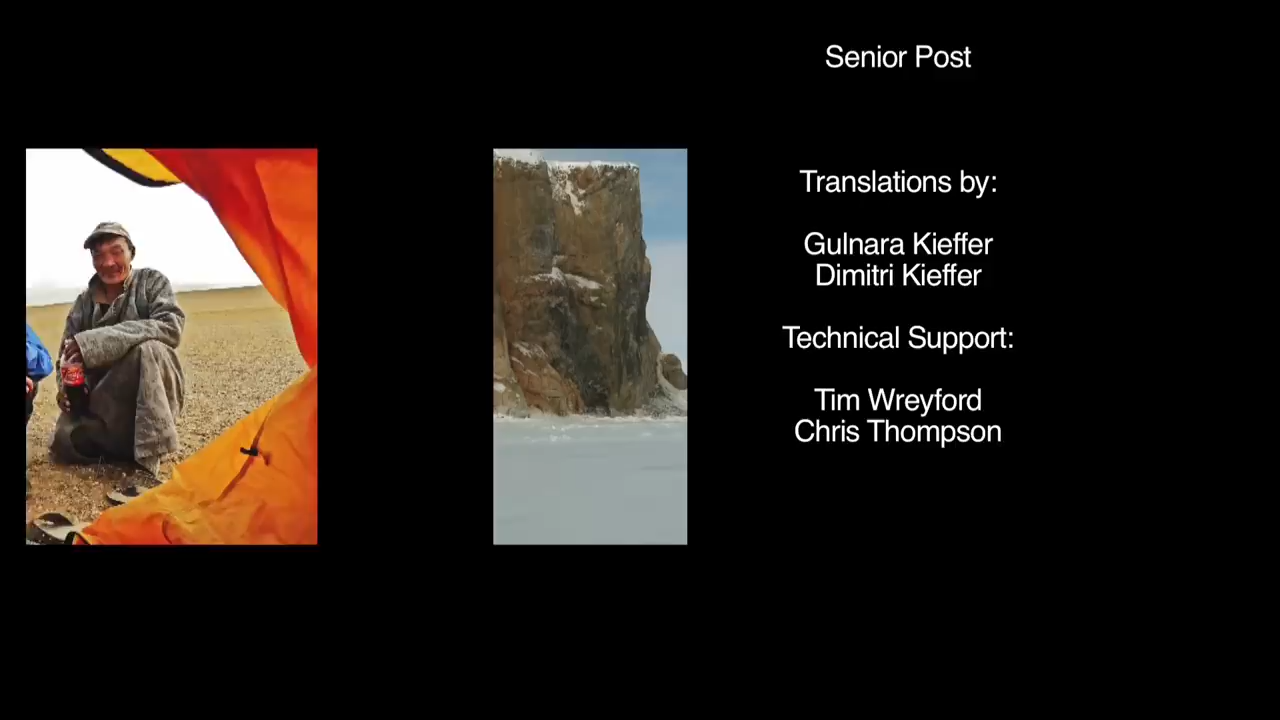 Senior Post
Translations by:
Gulnara Kieffer
Dimitri Kieffer
Technical Support:
Tim Wreyford
Chris Thompson